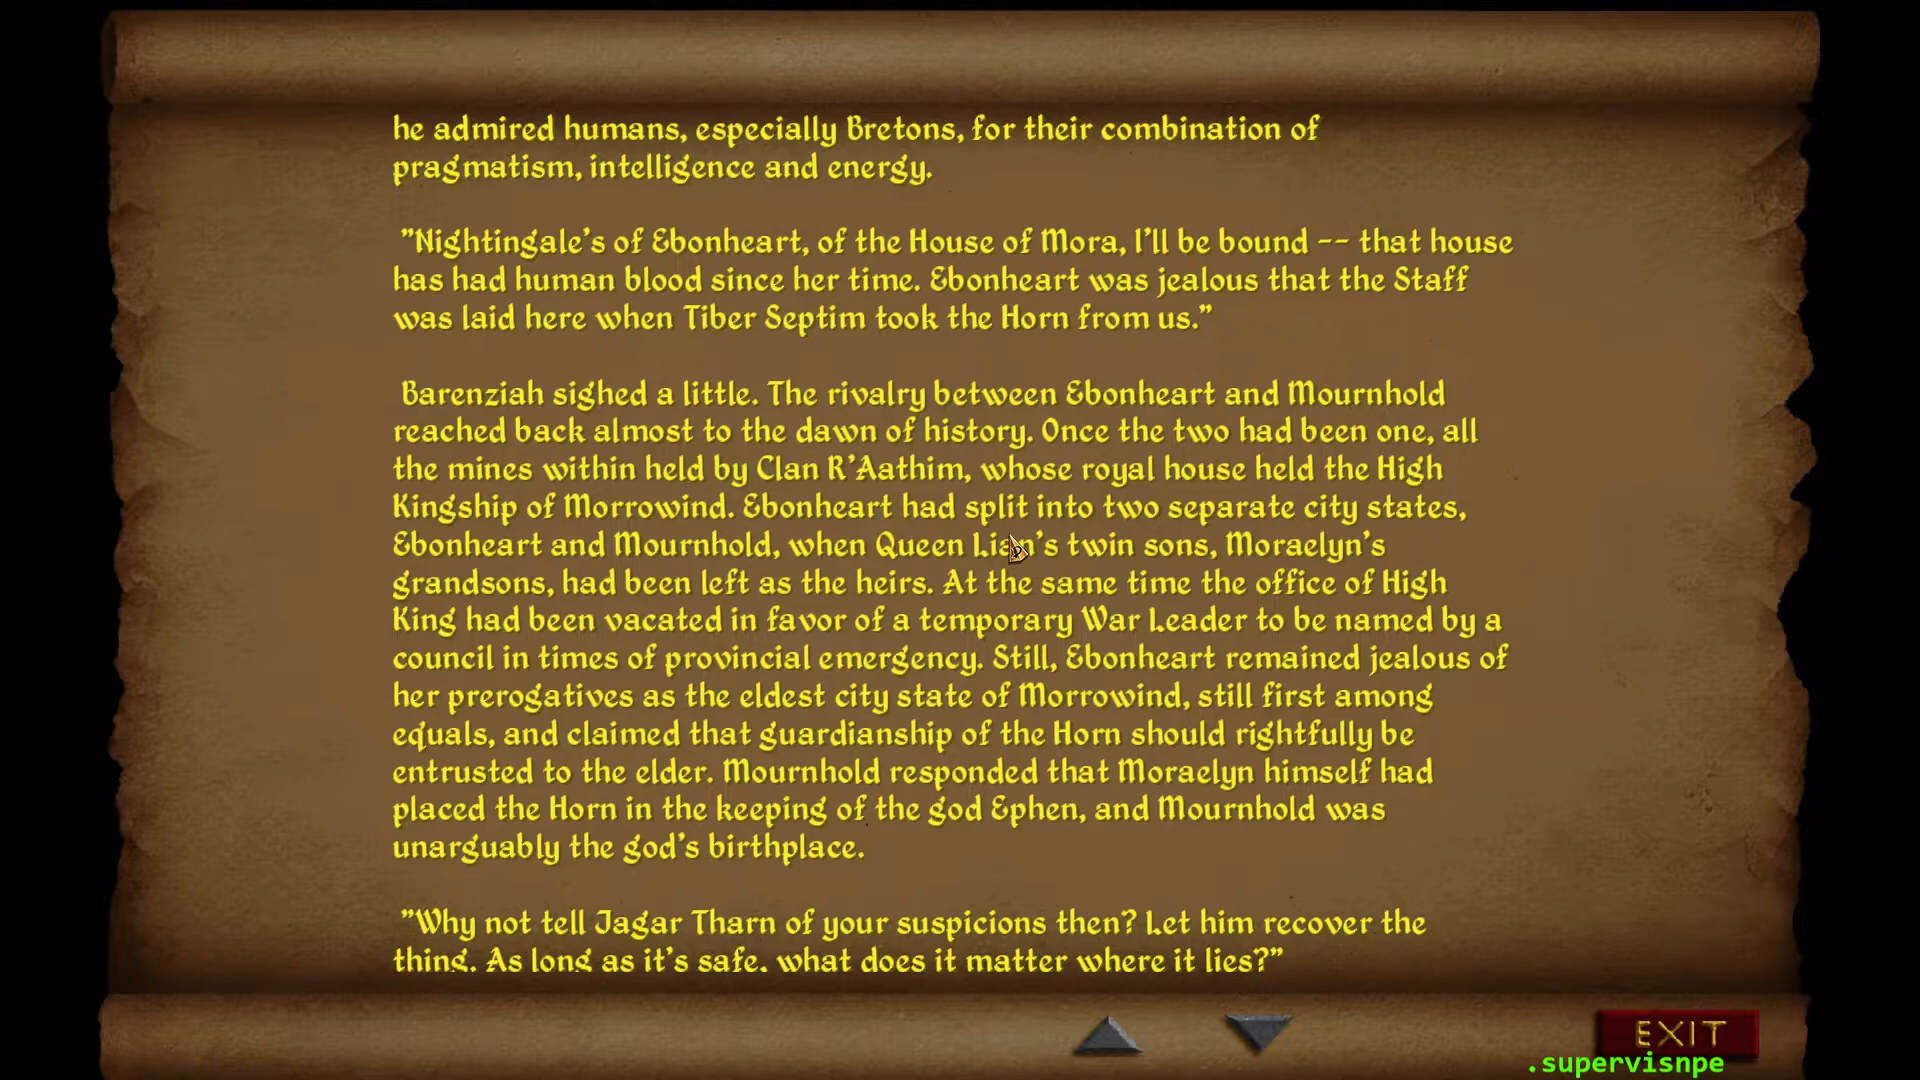 he admired humans, especially Bretons, for their combination of
pragmatism, intelligence and energy.
"Nightingale's of Ebonheart, of the House of Mora, I'll be bound -- that house
has had human blood since her time. Ebonheart was jealous that the Staff
was laid here when Tiber Septim took the Horn from us."
Barenziah sighed a little. The rivalry between Ebonheart and Mournhold
reached back almost to the dawn of history. Once the two had been one, all
the mines within held by Clan R'Aathim, whose royal house held the High
Kingship of Morrowind. Ebonheart had split into two separate city states,
Ebonheart and Mournhold, when Queen Lian's twin sons, Moraelyn's
grandsons, had been left as the heirs. At the same time the office of High
King had been vacated in favor of a temporary War Leader to be named by a
council in times of provincial emergency. Still, Ebonheart remained jealous of
her prerogatives as the eldest city state of Morrowind, still first among
equals, and claimed that guardianship of the Horn should rightfully be
entrusted to the elder. Mournhold responded that Moraelyn himself had
placed the Horn in the keeping of the god Ephen, and Mournhold was
unarguably the god's birthplace.
"Why not tell Jagar Tharn of your suspicions then? Let him recover the
thing. As long as it's safe, what does it matter where it lies?"
EXIT
.supervisnpe